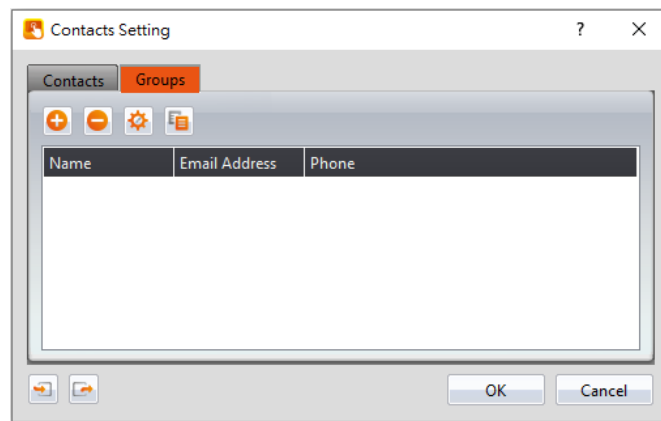 Contacts Setting
Contacts Groups
Name Email Address Phone
OK Cancel